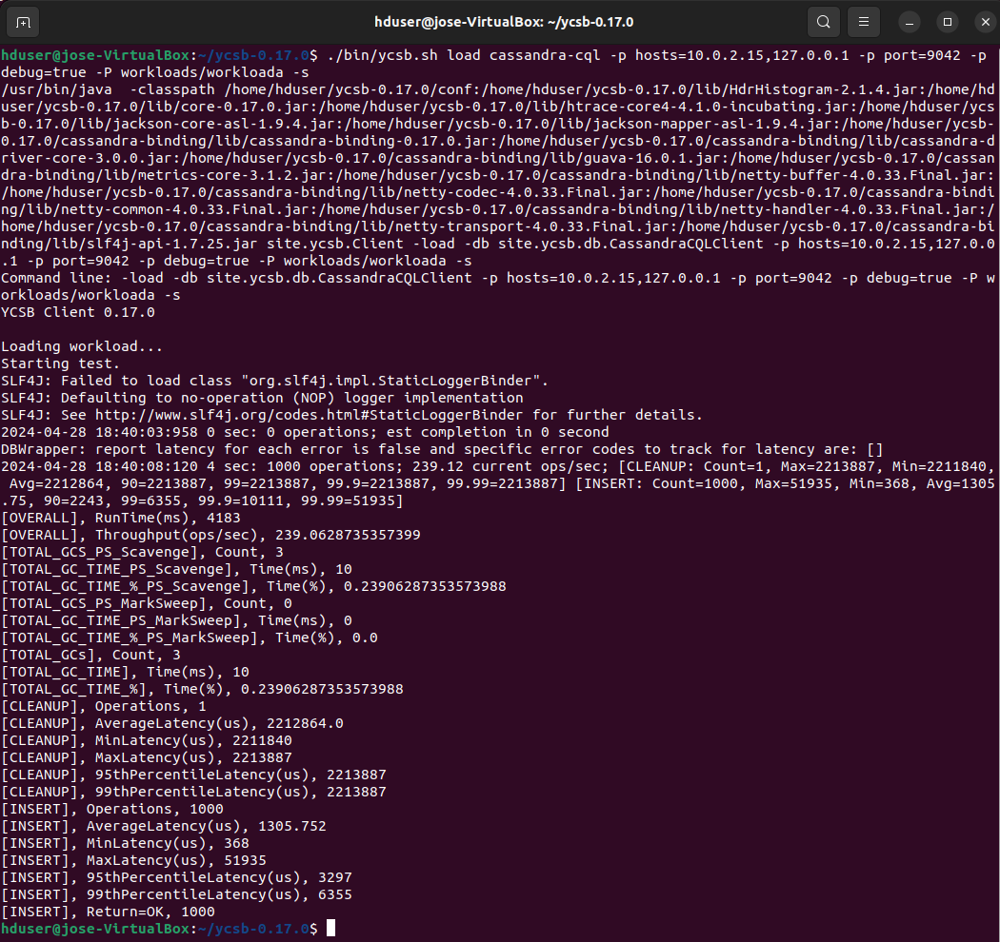 hduser@jose-VirtualBox: ~/ycsb-0.17.0
hduser@jose-VirtualBox:~/ycsb-0.17.0$ ./bin/ycsb.sh load cassandra-cql -p hosts=10.0.2.15,127.0.0.1 -p port=9042 -p
debug=true -P workloads/workloada -s
/usr/bin/java  -classpath /home/hduser/ycsb-0.17.0/conf:/home/hduser/ycsb-0.17.0/lib/HdrHistogram-2.1.4.jar:/home/hd
user/ycsb-0.17.0/lib/core-0.17.0.jar:/home/hduser/ycsb-0.17.0/lib/htrace-core4-4.1.0-incubating.jar:/home/hduser/ycs
b-0.17.0/lib/jackson-core-asl-1.9.4.jar:/home/hduser/ycsb-0.17.0/lib/jackson-mapper-asl-1.9.4.jar:/home/hduser/ycsb-
0.17.0/cassandra-binding/lib/cassandra-binding-0.17.0.jar:/home/hduser/ycsb-0.17.0/cassandra-binding/lib/cassandra-d
river-core-3.0.0.jar:/home/hduser/ycsb-0.17.0/cassandra-binding/lib/guava-16.0.1.jar:/home/hduser/ycsb-0.17.0/cassan
dra-binding/lib/metrics-core-3.1.2.jar:/home/hduser/ycsb-0.17.0/cassandra-binding/lib/netty-buffer-4.0.33.Final.jar:
/home/hduser/ycsb-0.17.0/cassandra-binding/lib/netty-codec-4.0.33.Final.jar:/home/hduser/ycsb-0.17.0/cassandra-bindi
ng/lib/netty-common-4.0.33.Final.jar:/home/hduser/ycsb-0.17.0/cassandra-binding/lib/netty-handler-4.0.33.Final.jar:/
home/hduser/ycsb-0.17.0/cassandra-binding/lib/netty-transport-4.0.33.Final.jar:/home/hduser/ycsb-0.17.0/cassandra-bi
nding/lib/slf4j-api-1.7.25.jar site.ycsb.Client -load -db site.ycsb.db.CassandraCQLClient -p hosts=10.0.2.15,127.0.0
.1 -p port=9042 -p debug=true -P workloads/workloada -s
Command line: -load -db site.ycsb.db.CassandraCQLClient -p hosts=10.0.2.15,127.0.0.1 -p port=9042 -p debug=true -P w
orkloads/workloada -s
YCSB Client 0.17.0
Loading workload...
Starting test.
SLF4J: Failed to load class "org.slf4j.impl.StaticLoggerBinder".
SLF4J: Defaulting to no-operation (NOP) logger implementation
SLF4J: See http://www.slf4j.org/codes.html#StaticLoggerBinder for further details.
2024-04-28 18:40:03:958 0 sec: 0 operations; est completion in 0 second
DBWrapper: report latency for each error is false and specific error codes to track for latency are: []
2024-04-28 18:40:08:120 4 sec: 1000 operations; 239.12 current ops/sec; [CLEANUP: Count=1, Max=2213887, Min=2211840,
 Avg=2212864, 90=2213887, 99=2213887, 99.9=2213887, 99.99=2213887] [INSERT: Count=1000, Max=51935, Min=368, Avg=1305
.75, 90=2243, 99=6355, 99.9=10111, 99.99=51935]
[OVERALL], RunTime(ms), 4183
[OVERALL], Throughput(ops/sec), 239.0628735357399
[TOTAL_GCS_PS_Scavenge], Count, 3
[TOTAL_GC_TIME_PS_Scavenge], Time(ms), 10
[TOTAL_GC_TIME_%_PS_Scavenge], Time(%), 0.23906287353573988
[TOTAL_GCS_PS_MarkSweep], Count, 0
[TOTAL_GC_TIME_PS_MarkSweep], Time(ms), 0
[TOTAL_GC_TIME_%_PS_MarkSweep], Time(%), 0.0
[TOTAL_GCs], Count, 3
[TOTAL_GC_TIME], Time(ms), 10
[TOTAL_GC_TIME_%], Time(%), 0.23906287353573988
[CLEANUP], Operations, 1
[CLEANUP], AverageLatency(us), 2212864.0
[CLEANUP], MinLatency(us), 2211840
[CLEANUP], MaxLatency(us), 2213887
[CLEANUP], 95thPercentileLatency(us), 2213887
[CLEANUP], 99thPercentileLatency(us), 2213887
[INSERT], Operations, 1000
[INSERT], AverageLatency(us), 1305.752
[INSERT], MinLatency(us), 368
[INSERT], MaxLatency(us), 51935
[INSERT], 95thPercentileLatency(us), 3297
[INSERT], 99thPercentileLatency(us), 6355
[INSERT], Return=OK, 1000
hduser@jose-VirtualBox:~/ycsb-0.17.0$